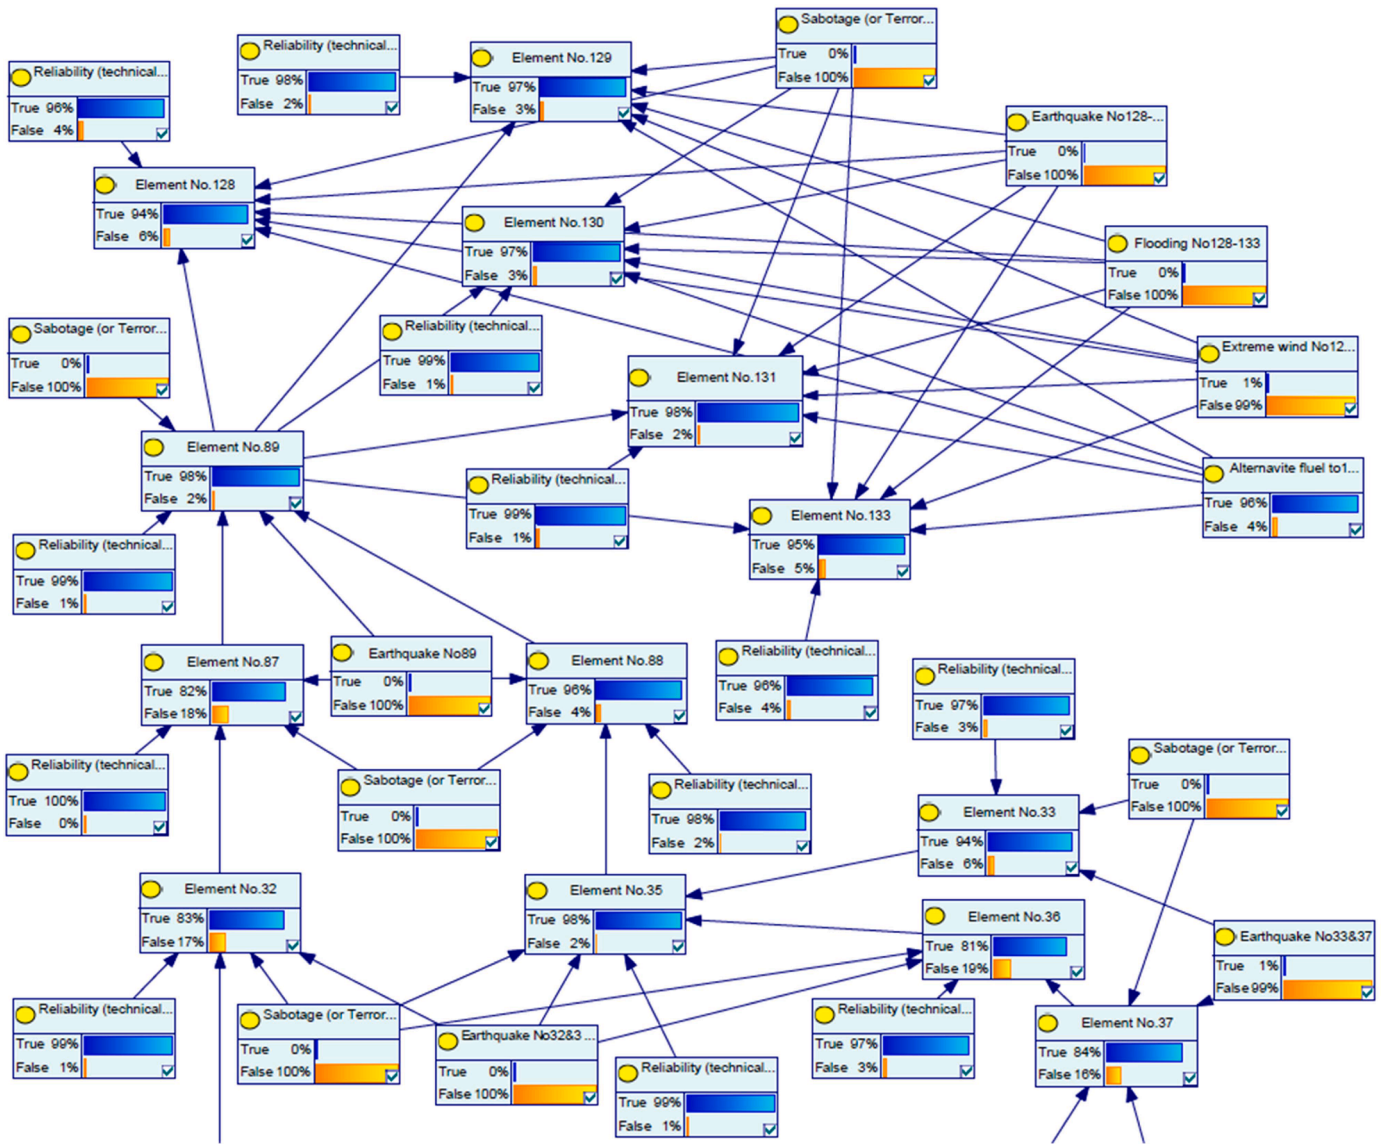 Sabotage (or Terror...
True 0%
False 100%
Reliability (technical...
True 98%
False 2%
Element No.129
True 97%
False 3%
Reliability (technical...
True 96%
False 4%
Earthquake No128-...
True 0%
False 100%
Element No.128
True 94%
False 6%
Element No.130
True 97%
False 3%
Flooding No128-133
True 0%
False 100%
Sabotage (or Terror...
True 0%
False 100%
Reliability (technical...
True 99%
False 1%
Extreme wind No12...
True 1%
False 99%
Element No.131
True 98%
False 2%
Element No.89
True 98%
False 2%
Alternavite fluel to1...
True 96%
False 4%
Reliability (technical...
True 99%
False 1%
Element No.133
True 95%
False 5%
Reliability (technical...
True 99%
False 1%
Element No.87
True 82%
False 18%
Earthquake No89
True 0%
False 100%
Element No.88
True 96%
False 4%
Reliability (technical...
True 96%
False 4%
Reliability (technical...
True 97%
False 3%
Reliability (technical...
True 100%
False 0%
Sabotage (or Terror...
True 0%
False 100%
Reliability (technical...
True 98%
False 2%
Sabotage (or Terror...
True 0%
False 100%
Element No.33
True 94%
False 6%
Element No.32
True 83%
False 17%
Element No.35
True 98%
False 2%
Element No.36
True 81%
False 19%
Earthquake No33&37
True 1%
False 99%
Reliability (technical...
True 99%
False 1%
Sabotage (or Terror...
True 0%
False 100%
Earthquake No32&3 ...
True 0%
False 100%
Reliability (technical...
True 99%
False 1%
Reliability (technical...
True 97%
False 3%
Element No.37
True 84%
False 16%